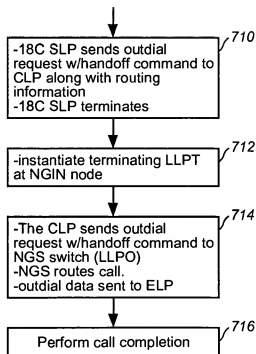 710
-18C SLP sends outdial
request w/handoff command to
CLP along with routing
information
-18C SLP terminates
712
-instantiate terminating LLPT
at NGIN node
714
-The CLP sends outdial
request w/handoff command to
NGS switch (LLPO)
-NGS routes call.
-outdial data sent to ELP
716
Perform call completion